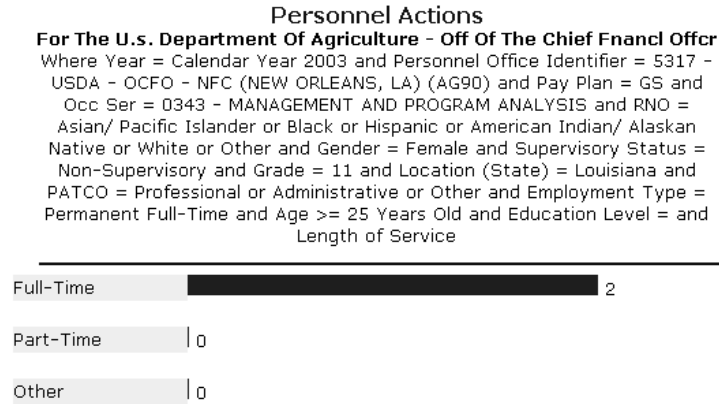 Personnel Actions
For The U.s. Department Of Agriculture - Off Of The Chief Fnancl Offcr
Where Year = Calendar Year 2003 and Personnel Office Identifier = 5317 -
USDA - OCFO - NFC (NEW ORLEANS, LA) (AG90) and Pay Plan = GS and
Occ Ser = 0343 - MANAGEMENT AND PROGRAM ANALYSIS and RNO =
Asian/ Pacific Islander or Black or Hispanic or American Indian/ Alaskan
Native or White or Other and Gender = Female and Supervisory Status =
Non-Supervisory and Grade = 11 and Location (State) = Louisiana and
PATCO = Professional or Administrative or Other and Employment Type =
Permanent Full-Time and Age >= 25 Years Old and Education Level = and
Length of Service
Full-Time 2
Part-Time 0
Other 0